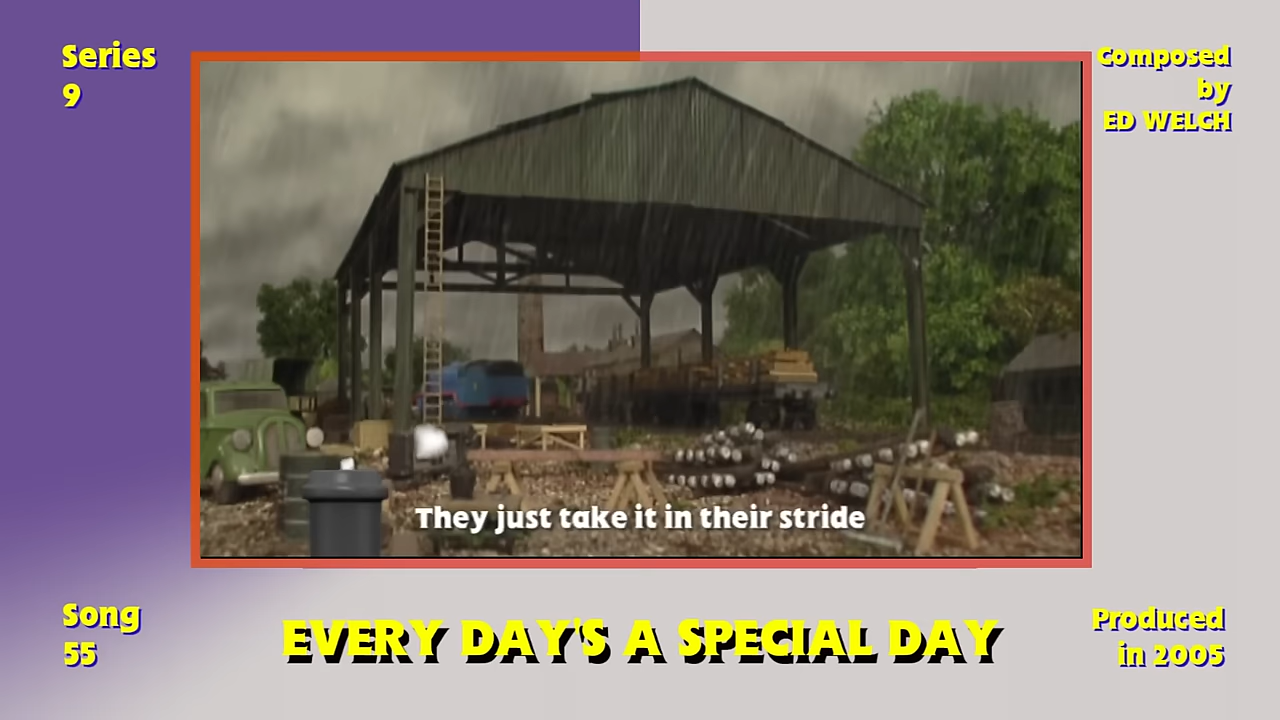 Series
9
Composed
by
ED WELCH
They just take it in their stride
Song
55
EVERY DAY'S A SPECIAL DAY
Produced
in 2005